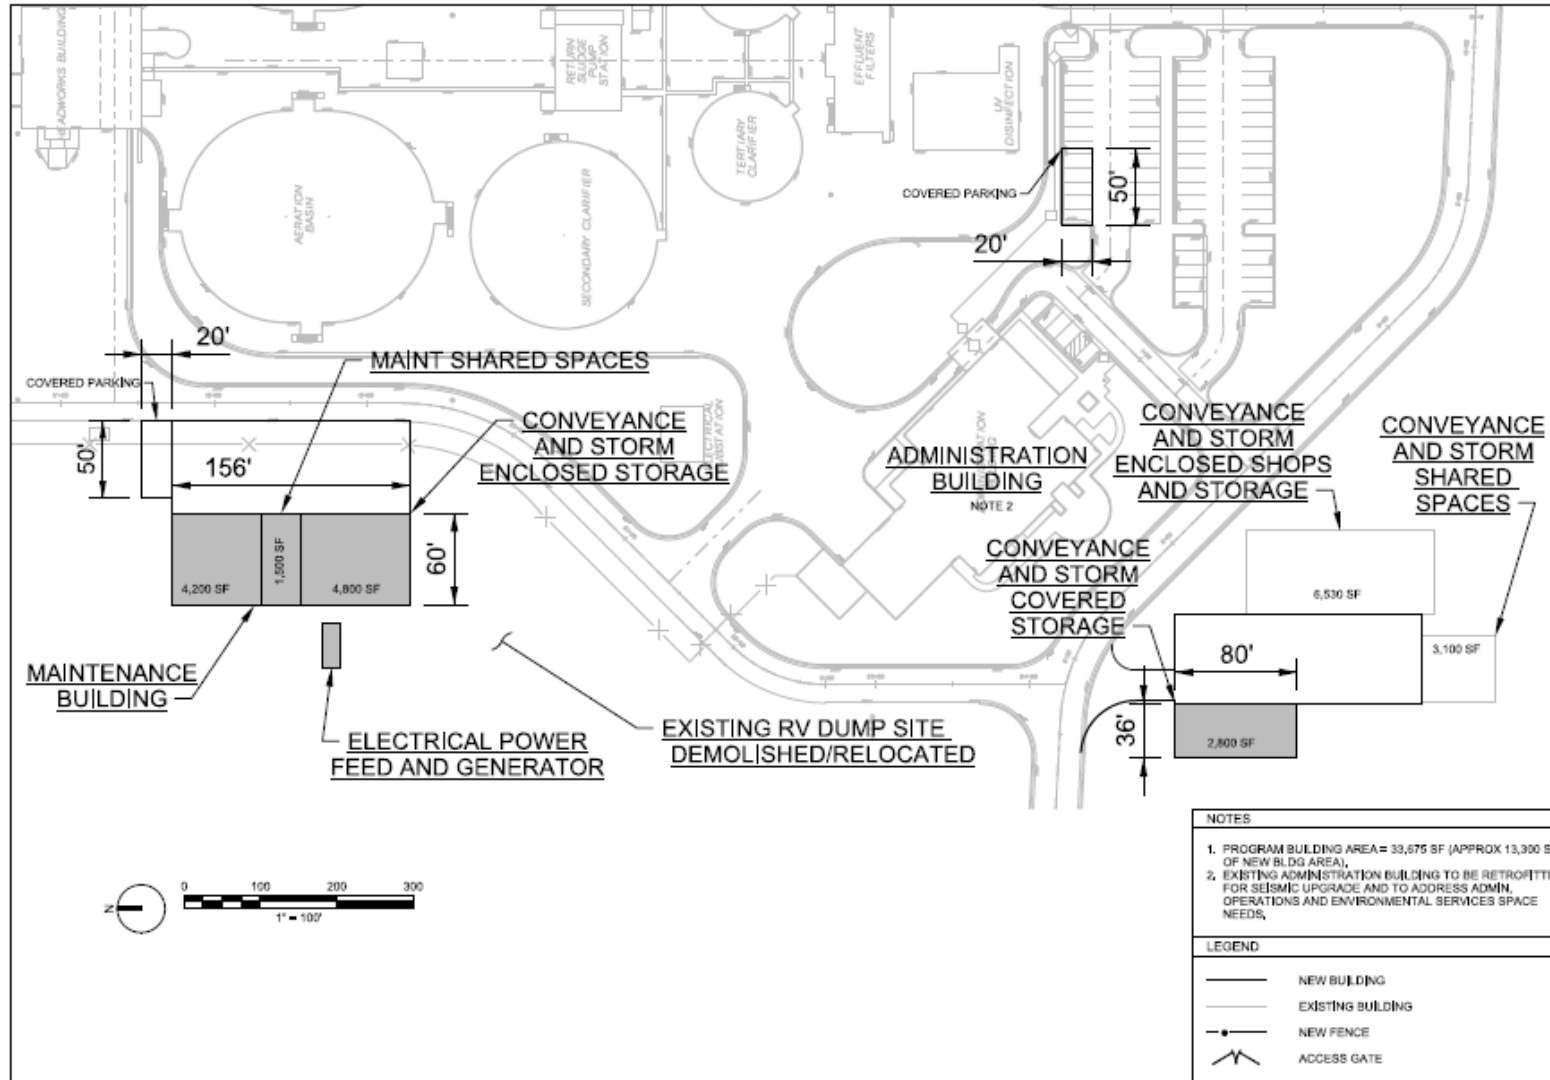 HEADWORKS BUILDING
RETURN
SLUDGE
PUMP
STATION
EFFLUENT
FILTERS
UV
DISINFECTION
TERTIARY
CLARIFIER
AERATION
BASIN
SECONDARY CLARIFIER
COVERED PARKING
50'
20'
20'
MAINT SHARED SPACES
COVERED PARKING
50'
156'
CONVEYANCE
AND STORM
ENCLOSED STORAGE
ELECTRICAL
SUBSTATION
ADMINISTRATION
BUILDING
NOTE 2
CONVEYANCE
AND STORM
ENCLOSED SHOPS
AND STORAGE
CONVEYANCE
AND STORM
SHARED
SPACES
4,200 SF
1,500 SF
4,800 SF
60'
CONVEYANCE
AND STORM
COVERED
STORAGE
6,530 SF
3,100 SF
80'
36'
2,800 SF
MAINTENANCE
BUILDING
ELECTRICAL POWER
FEED AND GENERATOR
EXISTING RV DUMP SITE
DEMOLISHED/RELOCATED
N
0 100 200 300
1" = 100'
NOTES
1. PROGRAM BUILDING AREA = 33,675 SF (APPROX 13,300 S
OF NEW BLDG AREA).
2. EXISTING ADMINISTRATION BUILDING TO BE RETROFITTE
FOR SEISMIC UPGRADE AND TO ADDRESS ADMIN,
OPERATIONS AND ENVIRONMENTAL SERVICES SPACE
NEEDS.
LEGEND
NEW BUILDING
EXISTING BUILDING
NEW FENCE
ACCESS GATE